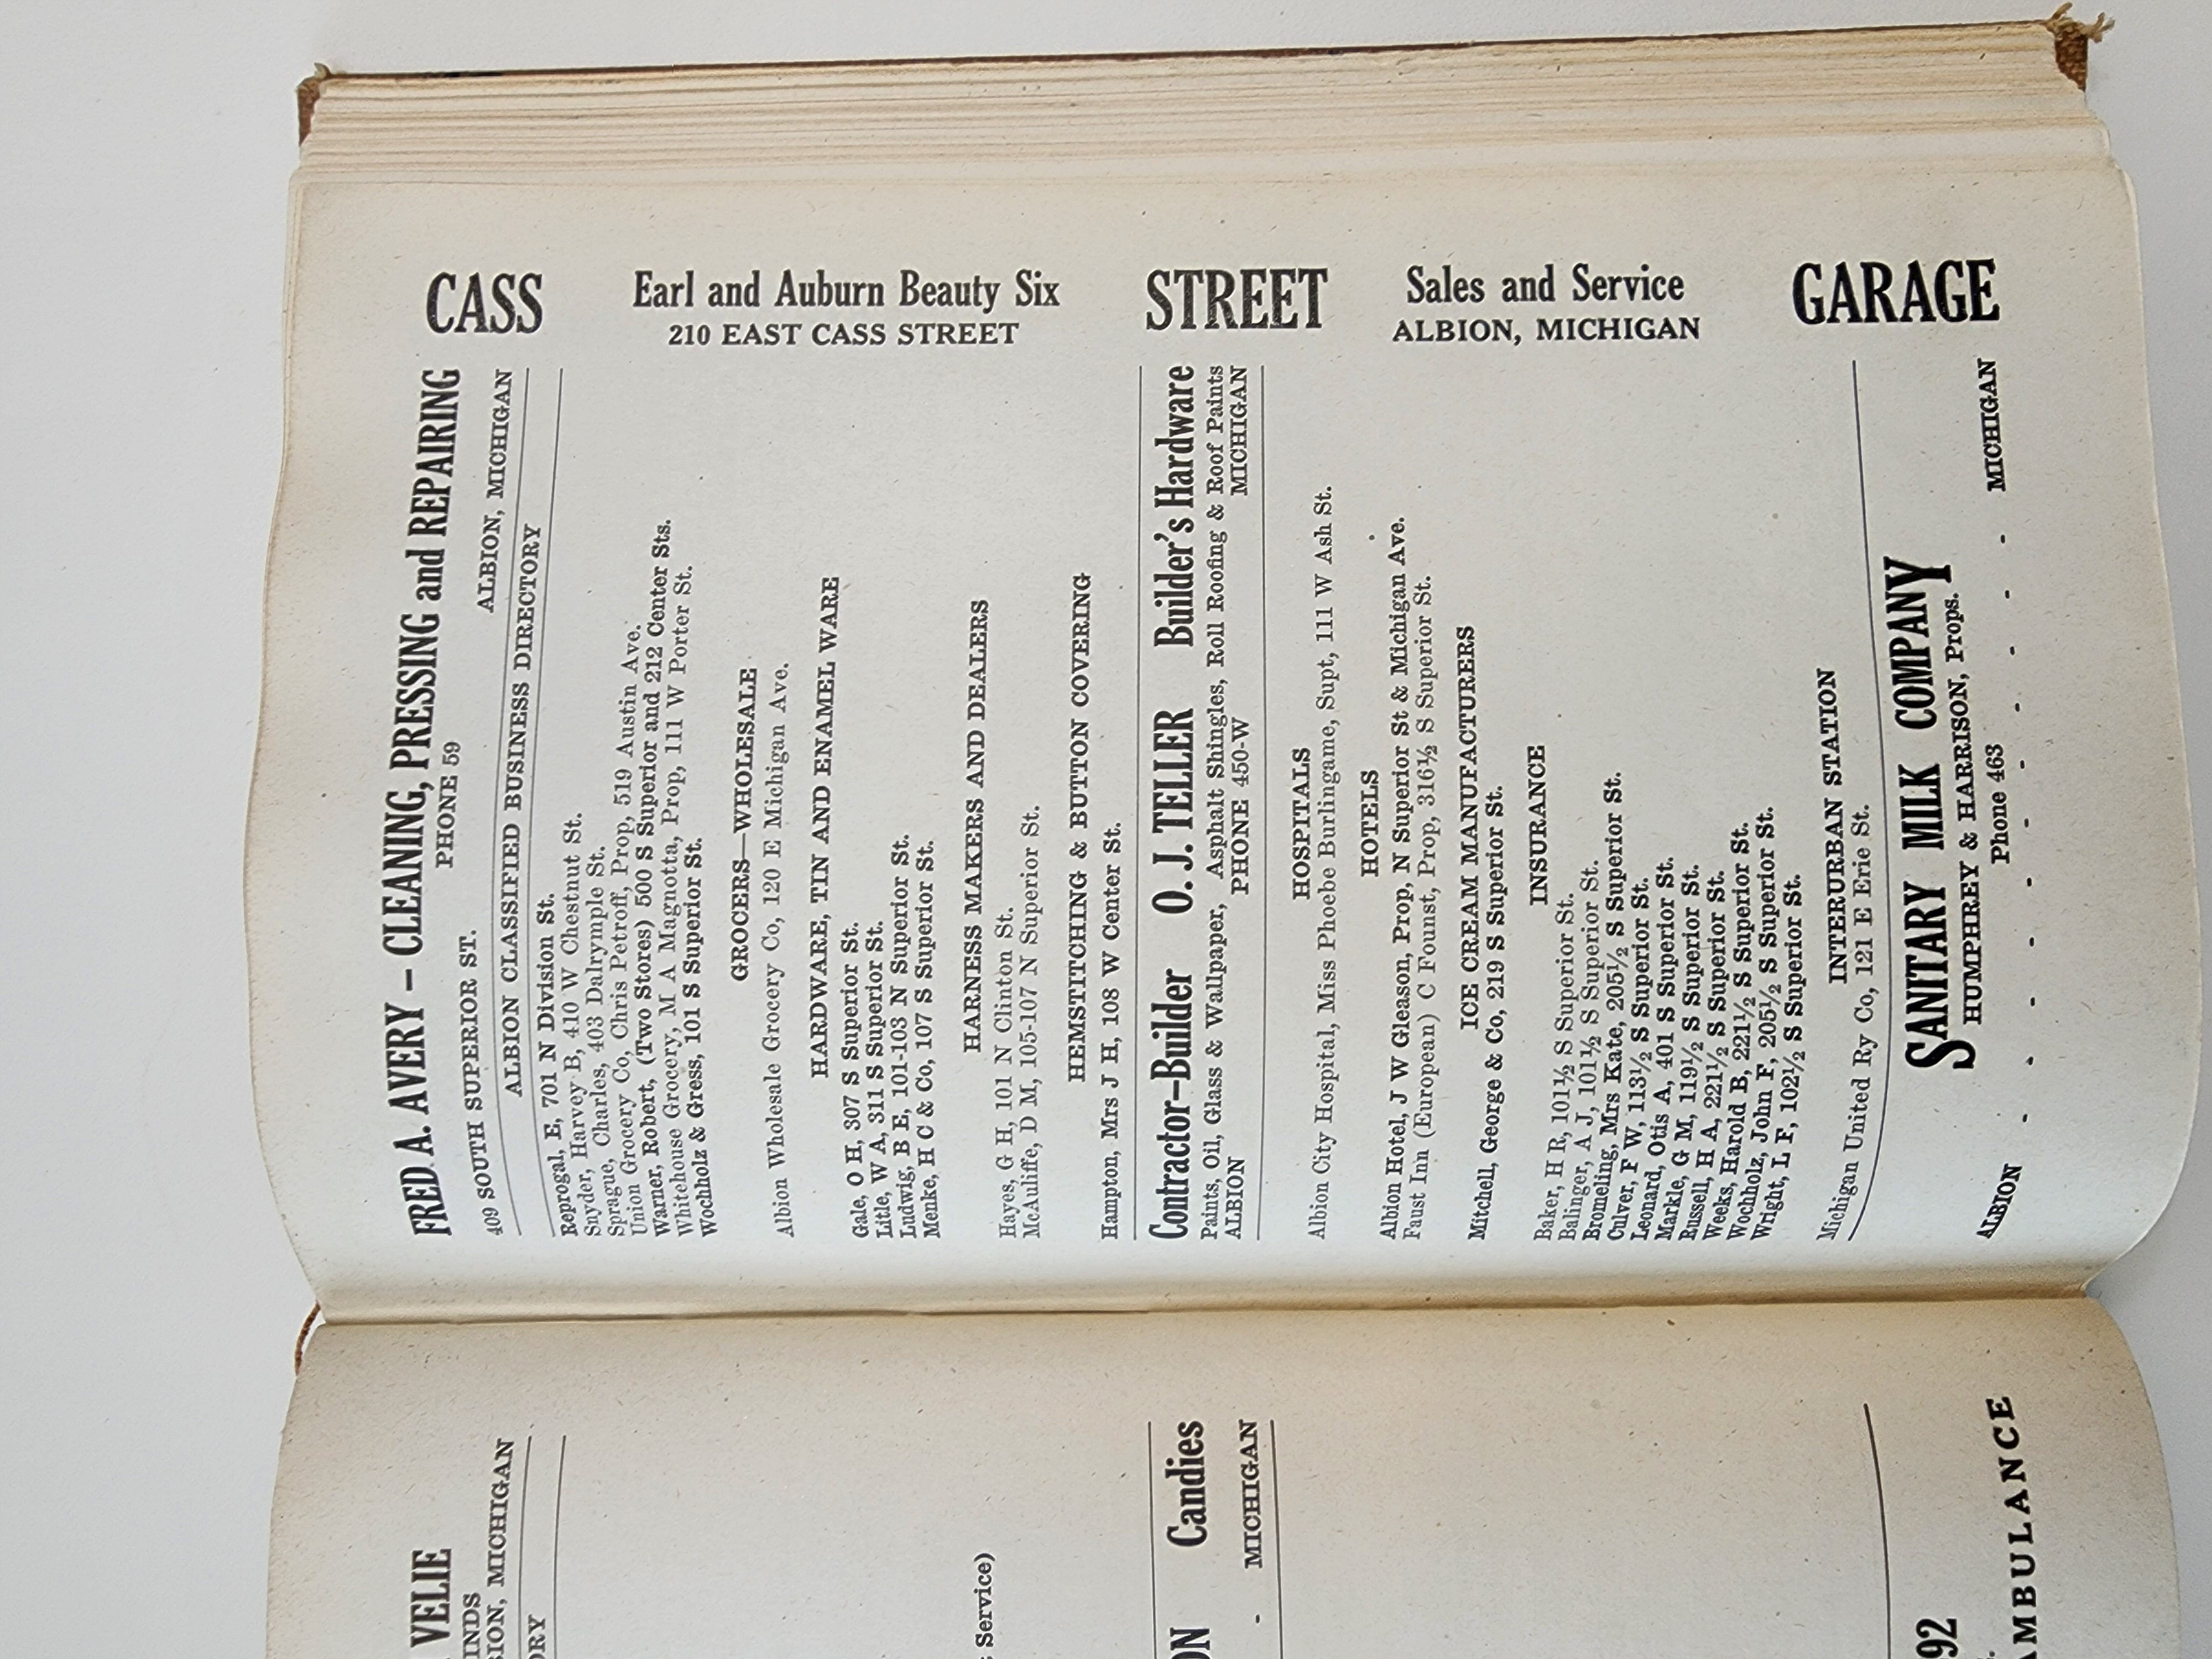 VELIE
BION, MICHIGAN
Service)
Candies
MICHIGAN
92
AMBULANCE
FRED A. AVERY – CLEANING, PRESSING and REPAIRING
409 SOUTH SUPERIOR ST. PHONE 59 ALBION, MICHIGAN
ALBION CLASSIFIED BUSINESS DIRECTORY
Reprogal, E, 701 N Division St.
Snyder, Harvey B, 410 W Chestnut St.
Sprague, Charles, 403 Dalrymple St.
Union Grocery Co, Chris Petroff, Prop, 519 Austin Ave.
Warner, Robert, (Two Stores) 500 S Superior and 212 Center Sts.
Whitehouse Grocery, M A Magnotta, Prop, 111 W Porter St.
Wochholz & Gress, 101 S Superior St.
GROCERS—WHOLESALE
Albion Wholesale Grocery Co, 120 E Michigan Ave.
HARDWARE, TIN AND ENAMEL WARE
Gale, O H, 307 S Superior St.
Litle, W A, 311 S Superior St.
Ludwig, B E, 101-103 N Superior St.
Menke, H C & Co, 107 S Superior St.
HARNESS MAKERS AND DEALERS
Hayes, G H, 101 N Clinton St.
McAuliffe, D M, 105-107 N Superior St.
HEMSTITCHING & BUTTON COVERING
Hampton, Mrs J H, 108 W Center St.
Contractor–Builder O. J. TELLER Builder's Hardware
Paints, Oil, Glass & Wallpaper, Asphalt Shingles, Roll Roofing & Roof Paints
ALBION PHONE 450-W MICHIGAN
HOSPITALS
Albion City Hospital, Miss Phoebe Burlingame, Supt, 111 W Ash St.
HOTELS
Albion Hotel, J W Gleason, Prop, N Superior St & Michigan Ave.
Faust Inn (European) C F Founst, Prop, 316½ S Superior St.
ICE CREAM MANUFACTURERS
Mitchell, George & Co, 219 S Superior St.
INSURANCE
Baker, H R, 101½ S Superior St.
Balinger, A J, 101½ S Superior St.
Bromeling, Mrs Kate, 205½ S Superior St.
Culver, F W, 113½ S Superior St.
Leonard, Otis A, 401 S Superior St.
Markle, G M, 119½ S Superior St.
Russell, H A, 221½ S Superior St.
Weeks, Harold B, 221½ S Superior St.
Wochholz, John F, 205½ S Superior St.
Wright, L F, 102½ S Superior St.
INTERURBAN STATION
Michigan United Ry Co, 121 E Erie St.
SANITARY MILK COMPANY
HUMPHREY & HARRISON, Props.
Phone 463
ALBION - - - - - - - - - - MICHIGAN
CASS
Earl and Auburn Beauty Six
210 EAST CASS STREET
STREET
Sales and Service
ALBION, MICHIGAN
GARAGE